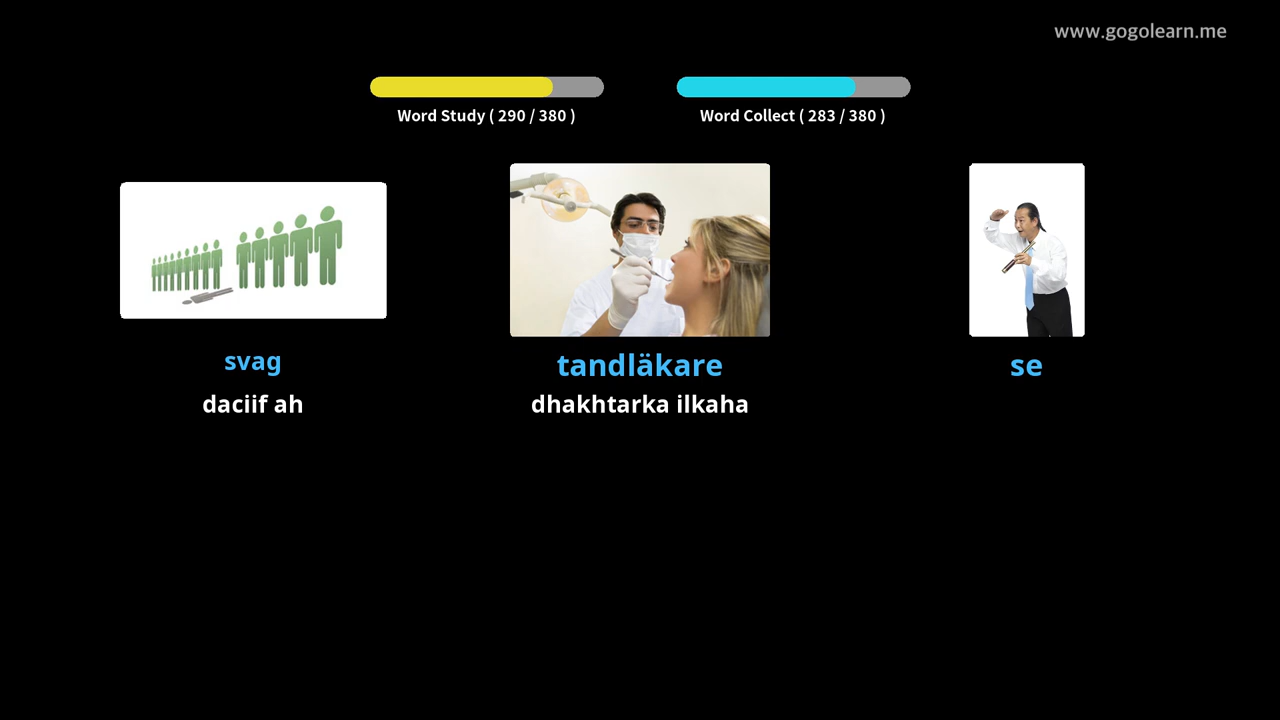 www.gogolearn.me
Word Study ( 290 / 380 )
Word Collect ( 283 / 380 )
svag
daciif ah
tandläkare
dhakhtarka ilkaha
se